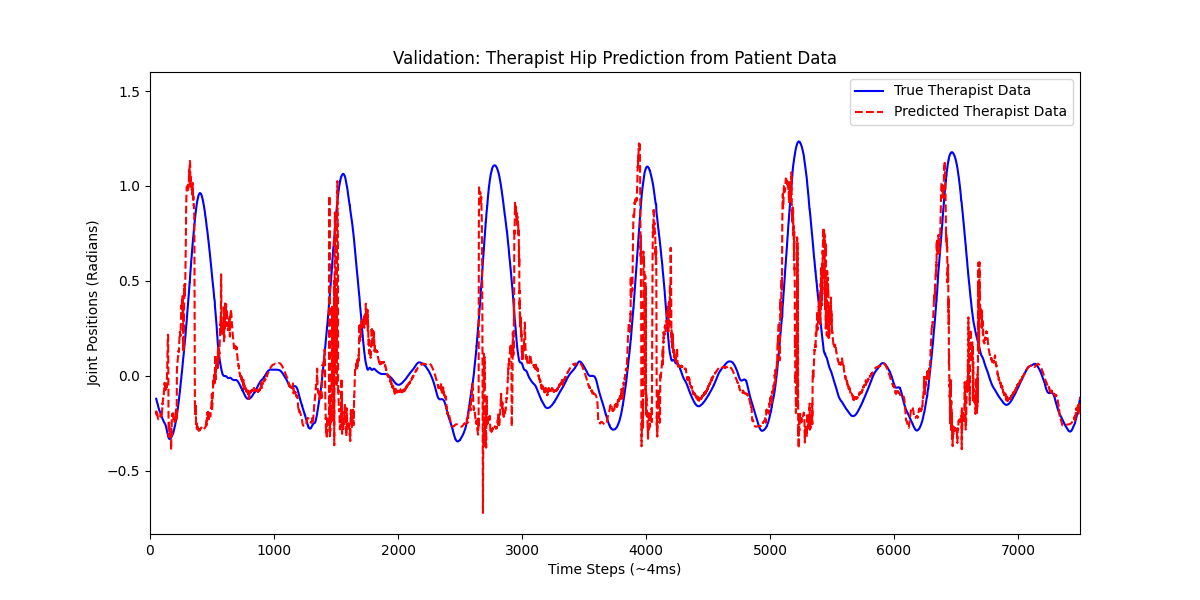 Validation: Therapist Hip Prediction from Patient Data
True Therapist Data
Predicted Therapist Data
Joint Positions (Radians)
1.5
1.0
0.5
0.0
−0.5
0 1000 2000 3000 4000 5000 6000 7000
Time Steps (~4ms)